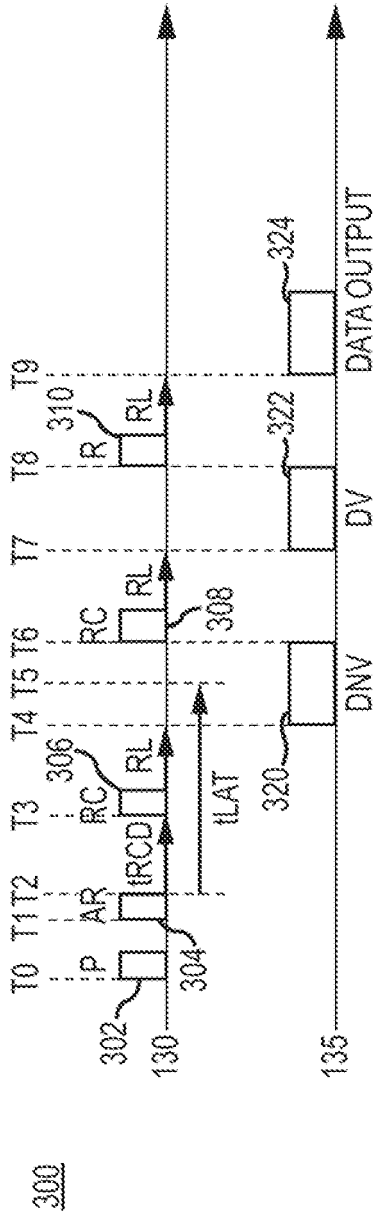 300
T0 T1 T2 T3 T4 T5 T6 T7 T8 T9
P AR RC RC R
302 304 306 308 310
tRCD RL RL RL
130
tLAT
320 322 324
135
DNV DV DATA OUTPUT